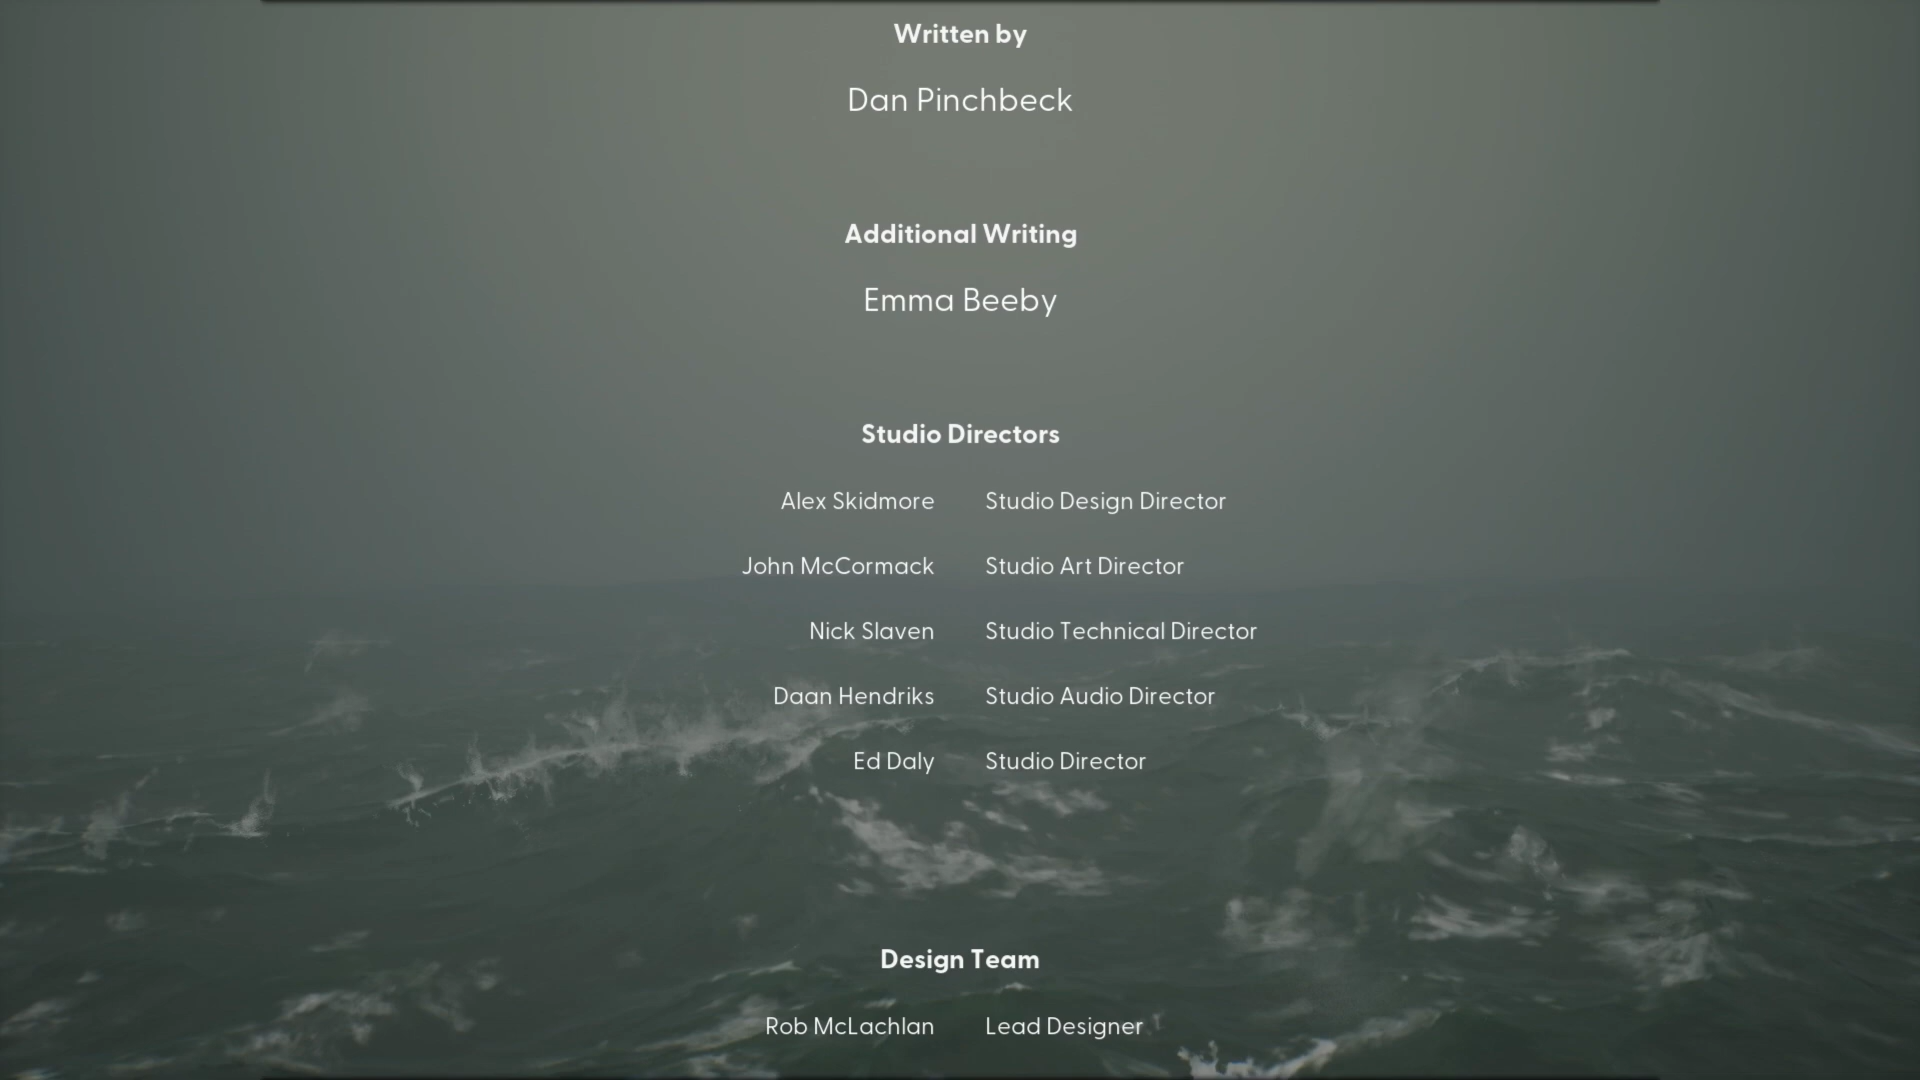 Written by
Dan Pinchbeck
Additional Writing
Emma Beeby
Studio Directors
Alex Skidmore Studio Design Director
John McCormack Studio Art Director
Nick Slaven Studio Technical Director
Daan Hendriks Studio Audio Director
Ed Daly Studio Director
Design Team
Rob McLachlan Lead Designer